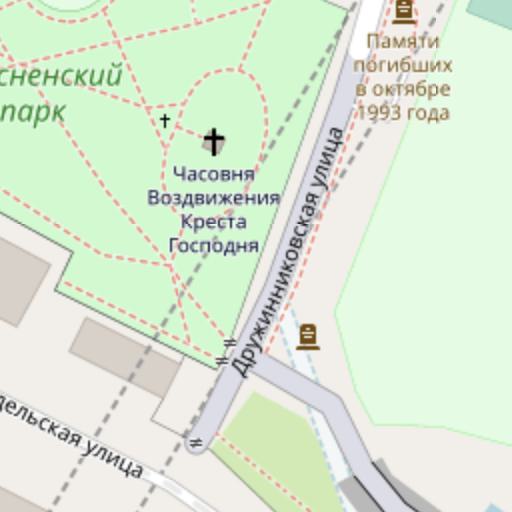 Памяти
погибших
в октябре
1993 года
сненский
парк
Часовня
Воздвижения
Креста
Господня
Дружинниковская улица
дельская улица